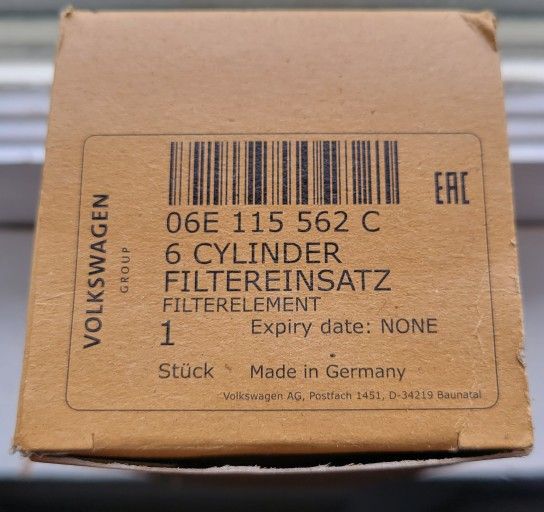 VOLKSWAGEN
GROUP
EAC
06E 115 562 C
6 CYLINDER
FILTEREINSATZ
FILTERELEMENT
1 Expiry date: NONE
Stück Made in Germany
Volkswagen AG, Postfach 1451, D-34219 Baunatal